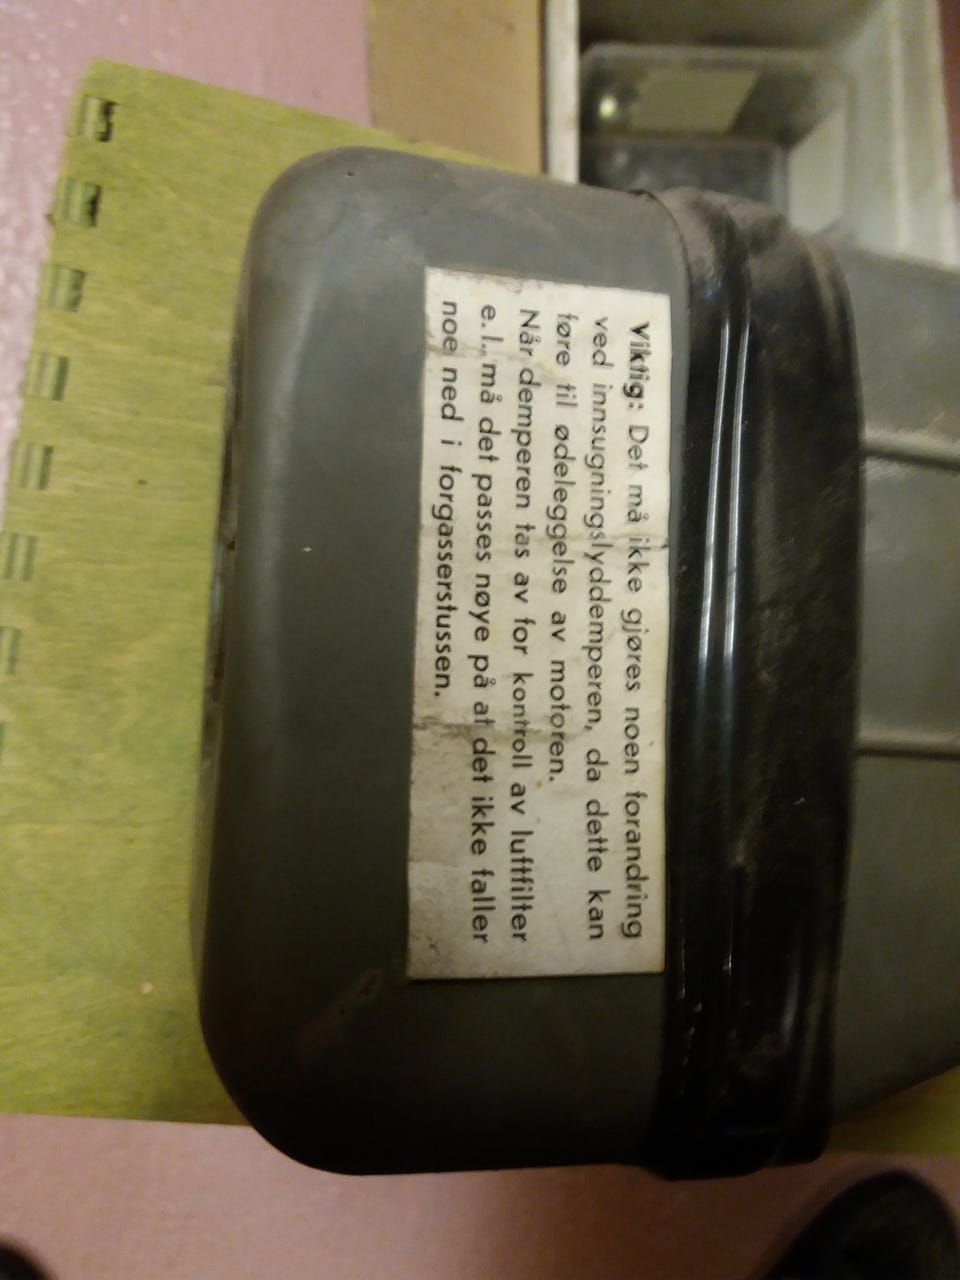 Viktig: Det må ikke gjøres noen forandring
ved innsugningslyddemperen, da dette kan
føre til ødeleggelse av motoren.
Når demperen tas av for kontroll av luftfilter
e. l., må det passes nøye på at det ikke faller
noe ned i forgasserstussen.